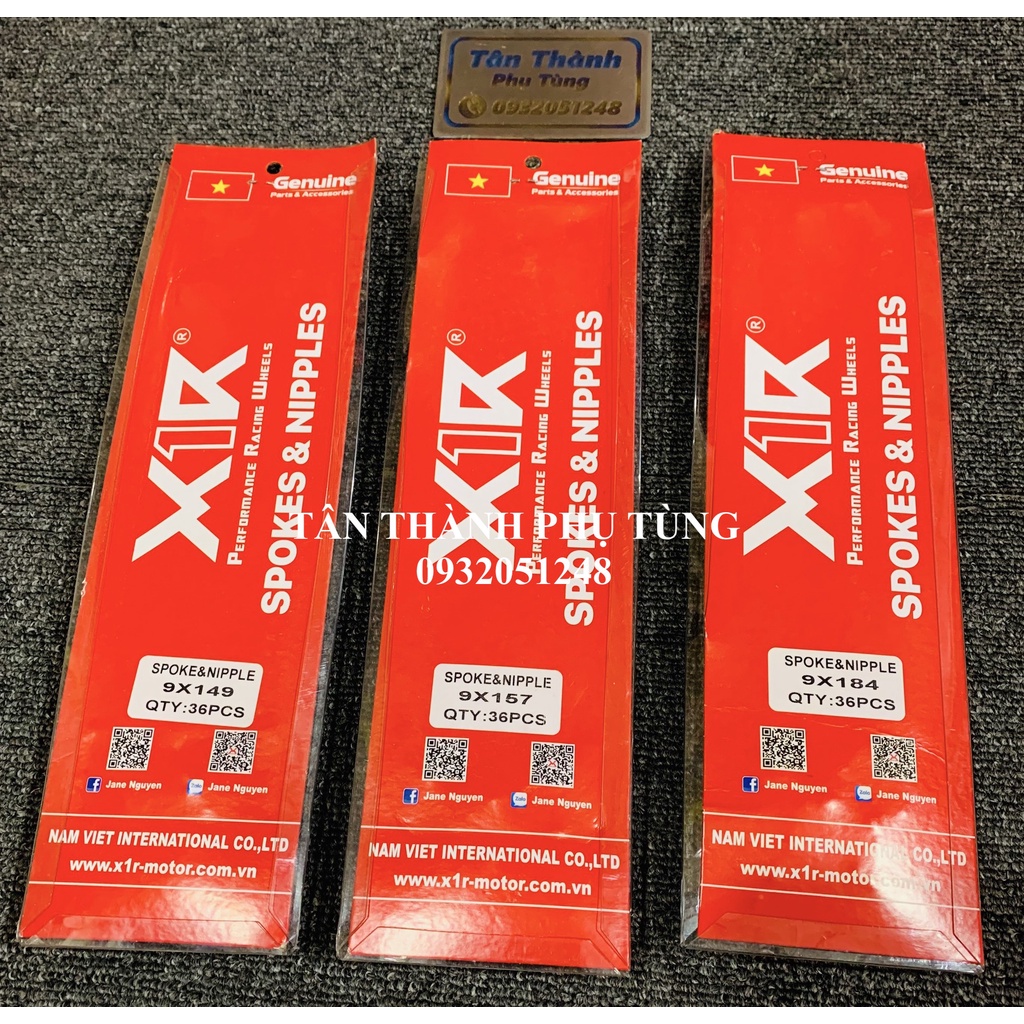 Tân Thành
Phụ Tùng
0932051248
Genuine
Parts & Accessories
X1R®
PERFORMANCE RACING WHEELS
SPOKES & NIPPLES
SPOKE&NIPPLE
9X149
QTY:36PCS
Jane Nguyen
Zalo Jane Nguyen
NAM VIET INTERNATIONAL CO.,LTD
www.x1r-motor.com.vn
Genuine
Parts & Accessories
X1R®
PERFORMANCE RACING WHEELS
SPOKES & NIPPLES
SPOKE&NIPPLE
9X157
QTY:36PCS
Jane Nguyen
Zalo Jane Nguyen
NAM VIET INTERNATIONAL CO.,LTD
www.x1r-motor.com.vn
Genuine
Parts & Accessories
X1R®
PERFORMANCE RACING WHEELS
SPOKES & NIPPLES
SPOKE&NIPPLE
9X184
QTY:36PCS
Jane Nguyen
Zalo Jane Nguyen
NAM VIET INTERNATIONAL CO.,LTD
www.x1r-motor.com.vn
TÂN THÀNH PHỤ TÙNG
0932051248